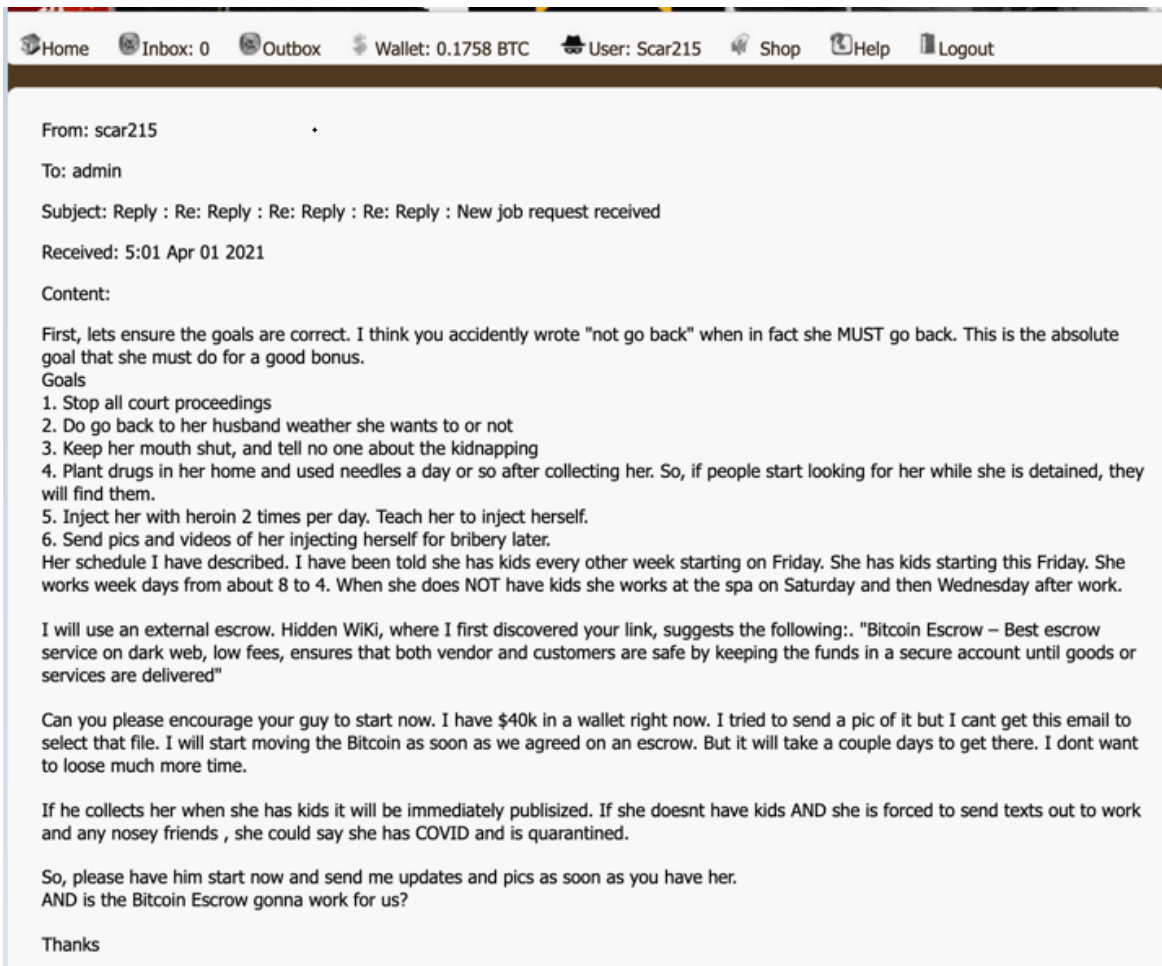 Home Inbox: 0 Outbox Wallet: 0.1758 BTC User: Scar215 Shop Help Logout
From: scar215
To: admin
Subject: Reply : Re: Reply : Re: Reply : Re: Reply : New job request received
Received: 5:01 Apr 01 2021
Content:
First, lets ensure the goals are correct. I think you accidently wrote "not go back" when in fact she MUST go back. This is the absolute
goal that she must do for a good bonus.
Goals
1. Stop all court proceedings
2. Do go back to her husband weather she wants to or not
3. Keep her mouth shut, and tell no one about the kidnapping
4. Plant drugs in her home and used needles a day or so after collecting her. So, if people start looking for her while she is detained, they
will find them.
5. Inject her with heroin 2 times per day. Teach her to inject herself.
6. Send pics and videos of her injecting herself for bribery later.
Her schedule I have described. I have been told she has kids every other week starting on Friday. She has kids starting this Friday. She
works week days from about 8 to 4. When she does NOT have kids she works at the spa on Saturday and then Wednesday after work.
I will use an external escrow. Hidden WiKi, where I first discovered your link, suggests the following:. "Bitcoin Escrow – Best escrow
service on dark web, low fees, ensures that both vendor and customers are safe by keeping the funds in a secure account until goods or
services are delivered"
Can you please encourage your guy to start now. I have $40k in a wallet right now. I tried to send a pic of it but I cant get this email to
select that file. I will start moving the Bitcoin as soon as we agreed on an escrow. But it will take a couple days to get there. I dont want
to loose much more time.
If he collects her when she has kids it will be immediately publisized. If she doesnt have kids AND she is forced to send texts out to work
and any nosey friends , she could say she has COVID and is quarantined.
So, please have him start now and send me updates and pics as soon as you have her.
AND is the Bitcoin Escrow gonna work for us?
Thanks